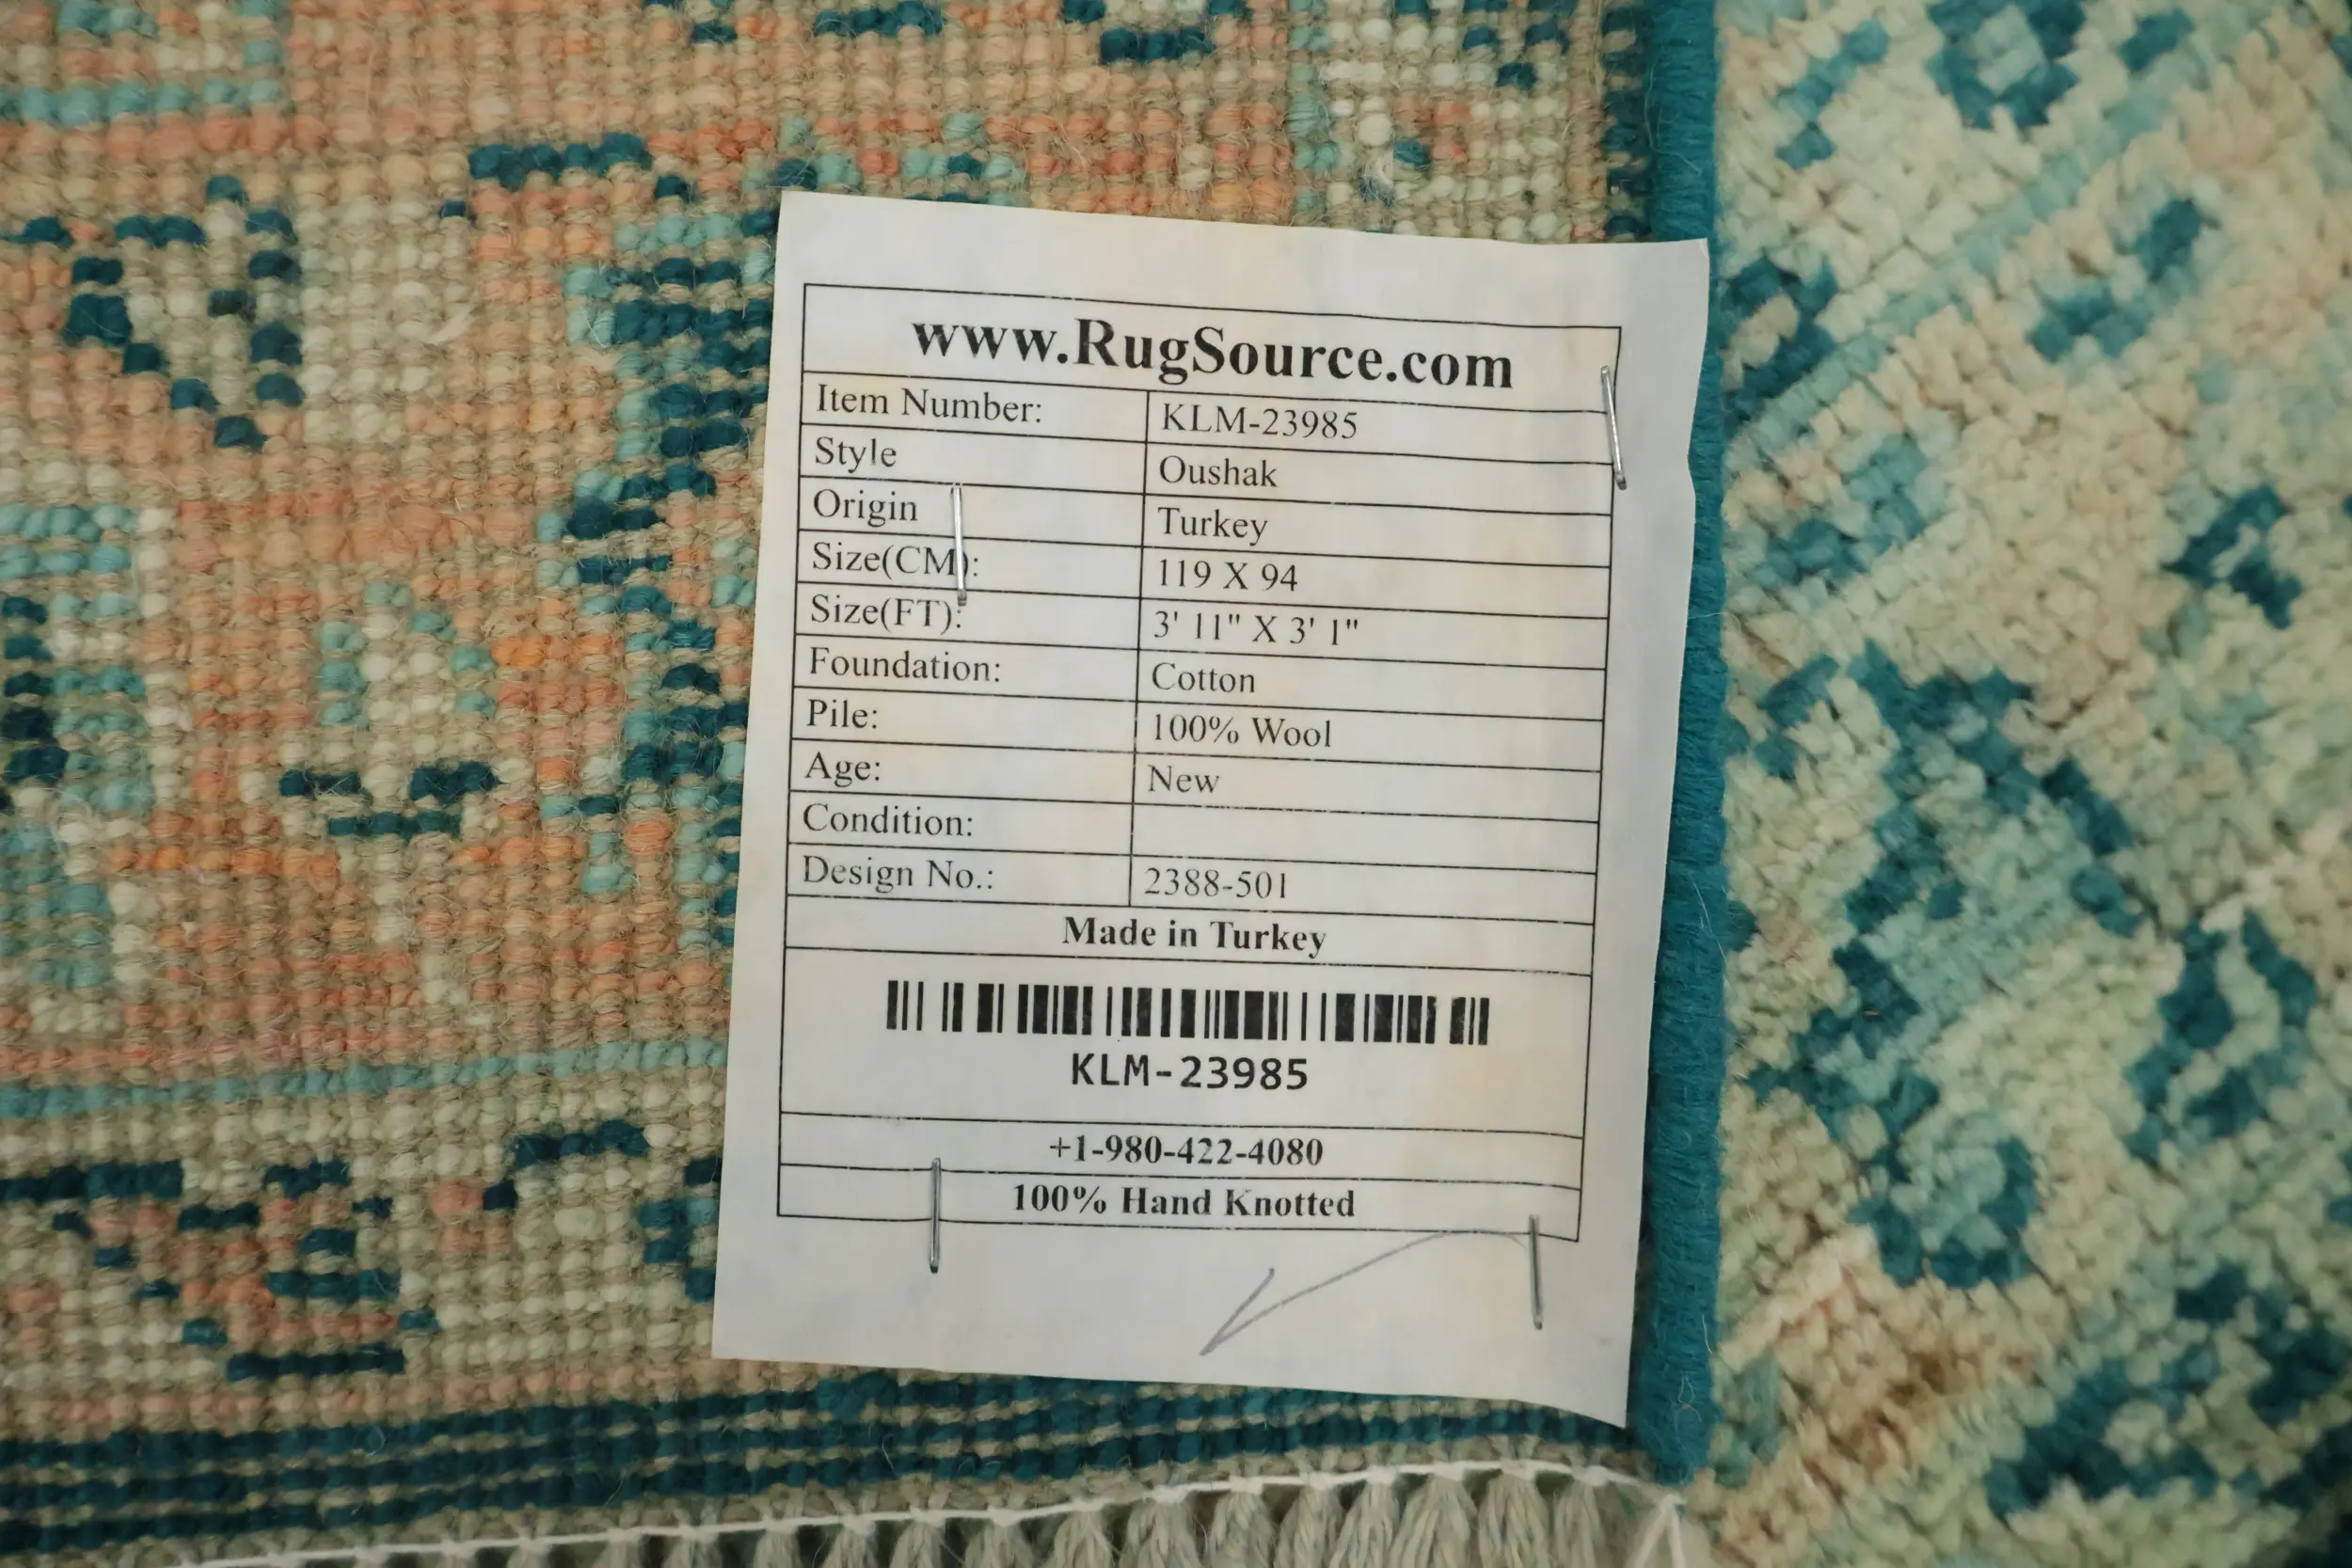 www.RugSource.com
Item Number: KLM-23985
Style Oushak
Origin Turkey
Size(CM): 119 X 94
Size(FT): 3' 11" X 3' 1"
Foundation: Cotton
Pile: 100% Wool
Age: New
Condition:
Design No.: 2388-501
Made in Turkey
KLM-23985
+1-980-422-4080
100% Hand Knotted